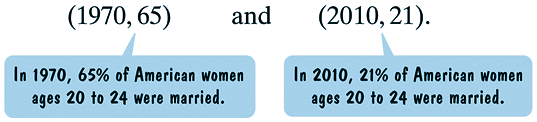 (1970, 65) and (2010, 21).
In 1970, 65% of American women
ages 20 to 24 were married.
In 2010, 21% of American women
ages 20 to 24 were married.